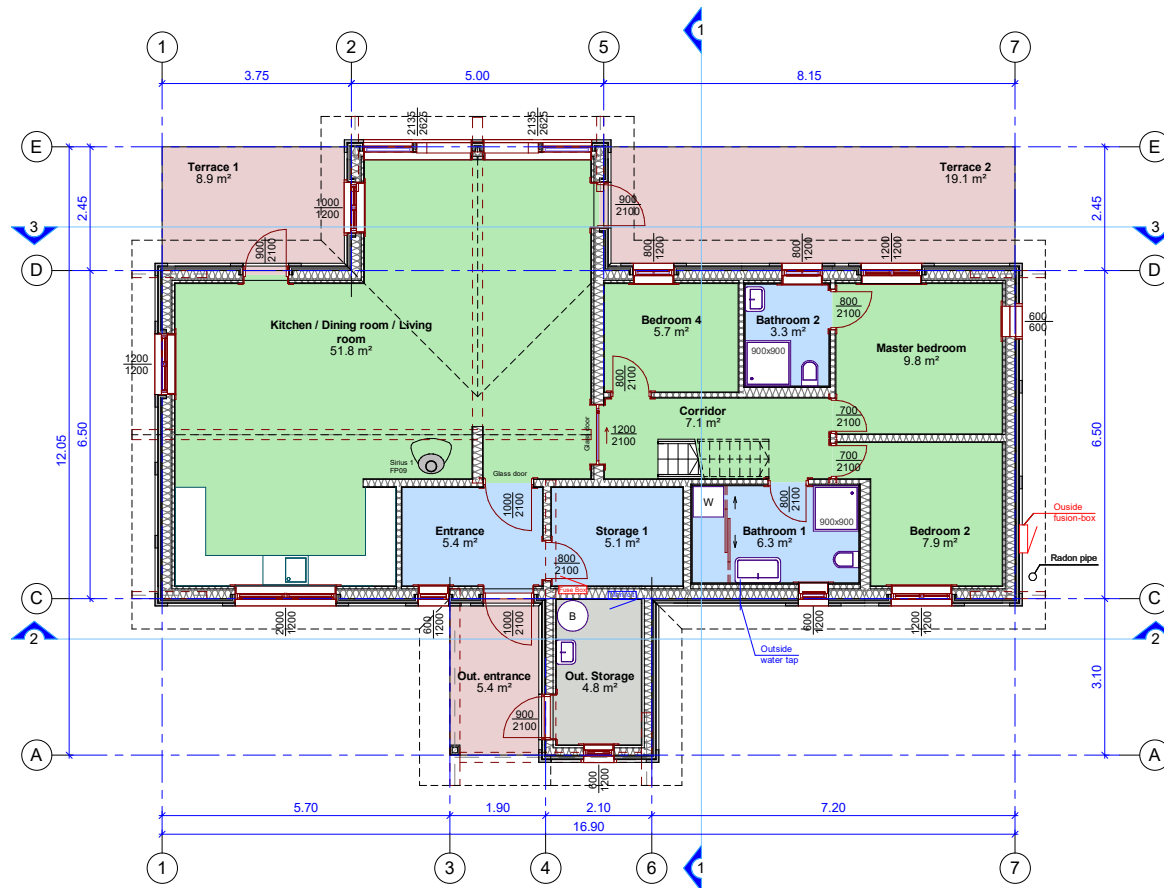 1
1
2
5
7
3.75
5.00
8.15
2135
2625
2135
2625
E
E
Terrace 1
8.9 m²
Terrace 2
19.1 m²
1000
1200
900
2100
2.45
2.45
3
3
900
2100
800
1200
800
1200
1200
1200
D
D
Kitchen / Dining room / Living
room
51.8 m²
Bedroom 4
5.7 m²
Bathroom 2
3.3 m²
900x900
800
2100
Master bedroom
9.8 m²
600
600
1200
1200
800
2100
Corridor
7.1 m²
700
2100
1200
2100
Glass door
12.05
6.50
6.50
Sirius 1
FP09
Glass door
700
2100
Entrance
5.4 m²
1000
2100
Storage 1
5.1 m²
800
2100
W
Bathroom 1
6.3 m²
800
2100
900x900
Bedroom 2
7.9 m²
Ouside
fusion-box
Radon pipe
Fuse Box
C
C
2000
1200
600
1200
1000
2100
B
600
1200
1200
1200
2
2
Outside
water tap
Out. entrance
5.4 m²
Out. Storage
4.8 m²
900
2100
3.10
A
A
600
1200
5.70
1.90
2.10
7.20
16.90
1
3
4
6
1
7